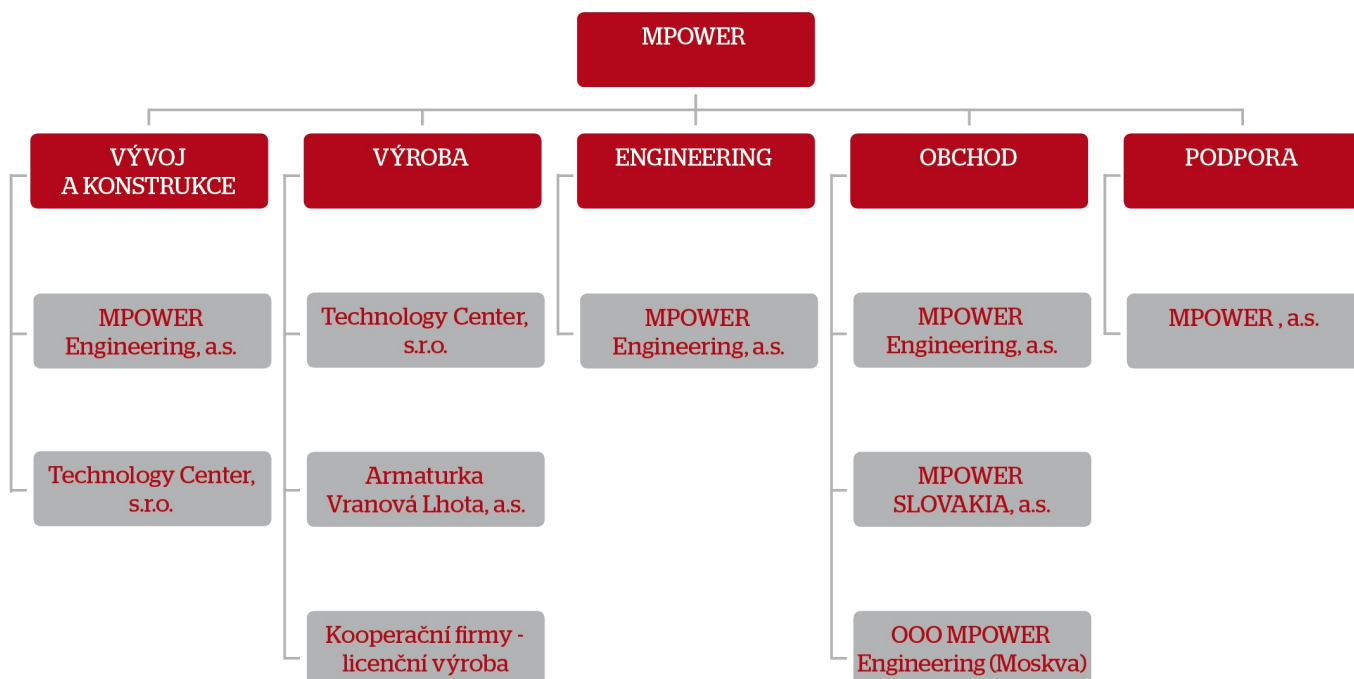 MPOWER
VÝVOJ
A KONSTRUKCE
VÝROBA
ENGINEERING
OBCHOD
PODPORA
MPOWER
Engineering, a.s.
Technology Center,
s.r.o.
MPOWER
Engineering, a.s.
MPOWER
Engineering, a.s.
MPOWER , a.s.
Technology Center,
s.r.o.
Armaturka
Vranová Lhota, a.s.
MPOWER
SLOVAKIA, a.s.
Kooperační firmy -
licenční výroba
OOO MPOWER
Engineering (Moskva)